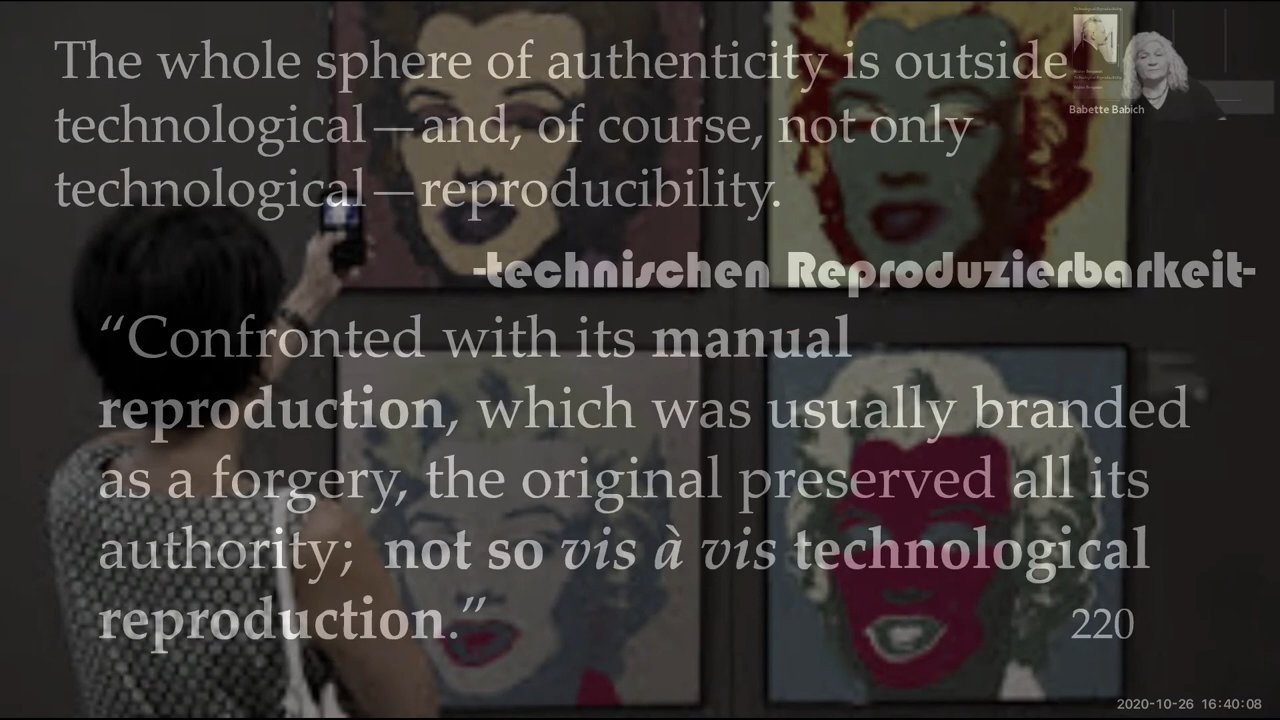 The whole sphere of authenticity is outside
technological—and, of course, not only
technological—reproducibility.
-technischen Reproduzierbarkeit-
“Confronted with its manual
reproduction, which was usually branded
as a forgery, the original preserved all its
authority; not so vis à vis technological
reproduction.”
220
Babette Babich
2020-10-26 16:40:08